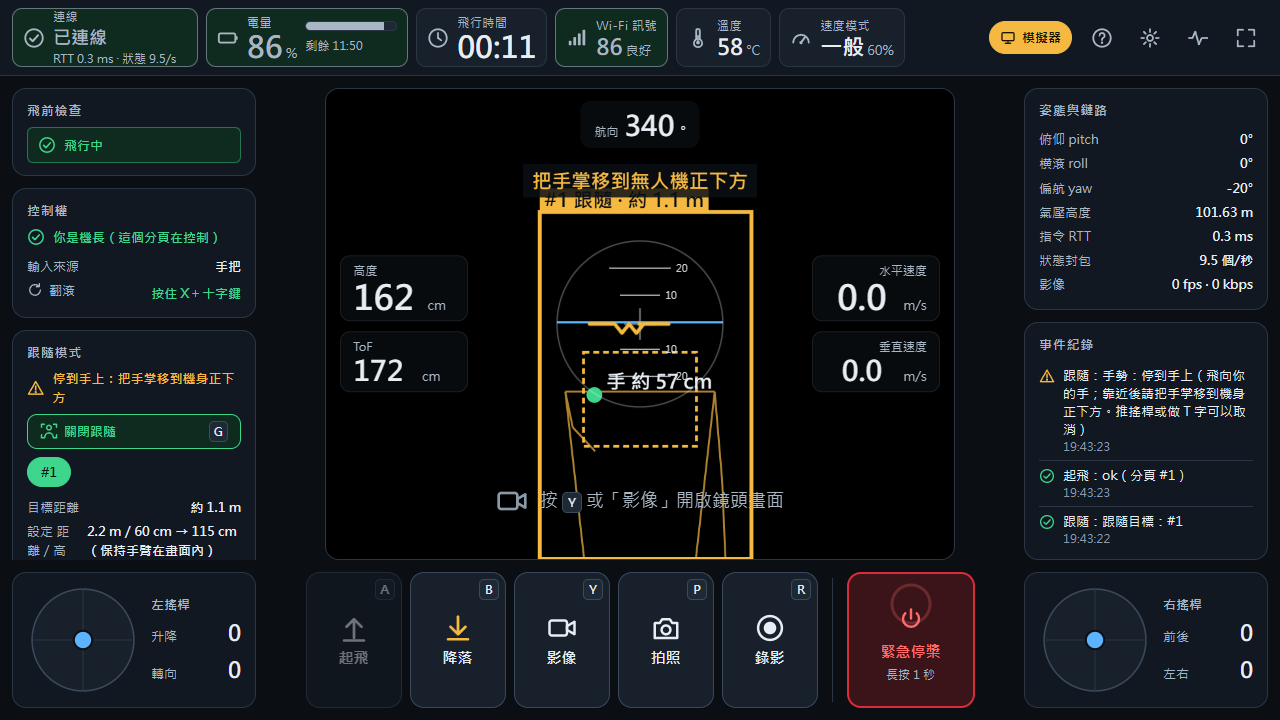 連線
已連線
RTT 0.3 ms · 狀態 9.5/s
電量
86 %
剩餘 11:50
飛行時間
00:11
Wi-Fi 訊號
86 良好
溫度
58 °C
速度模式
一般 60%
模擬器
飛前檢查
飛行中
控制權
你是機長（這個分頁在控制）
輸入來源 手把
翻滾 按住 X + 十字鍵
跟隨模式
停到手上：把手掌移到機身正下方
關閉跟隨 G
#1
目標距離 約 1.1 m
設定 距離 / 高 2.2 m / 60 cm → 115 cm（保持手臂在畫面內）
航向 340 °
把手掌移到無人機正下方
#1 跟隨 · 約 1.1 m
高度
162 cm
ToF
172 cm
水平速度
0.0 m/s
垂直速度
0.0 m/s
20
10
10
20
手 約 57 cm
按 Y 或「影像」開啟鏡頭畫面
姿態與鏈路
俯仰 pitch 0°
橫滾 roll 0°
偏航 yaw -20°
氣壓高度 101.63 m
指令 RTT 0.3 ms
狀態封包 9.5 個/秒
影像 0 fps · 0 kbps
事件紀錄
跟隨：手勢：停到手上（飛向你
的手；靠近後請把手掌移到機身
正下方。推搖桿或做 T 字可以取
消）
19:43:23
起飛：ok（分頁 #1）
19:43:23
跟隨：跟隨目標：#1
19:43:22
左搖桿
升降 0
轉向 0
A
起飛
B
降落
Y
影像
P
拍照
R
錄影
緊急停槳
長按 1 秒
右搖桿
前後 0
左右 0